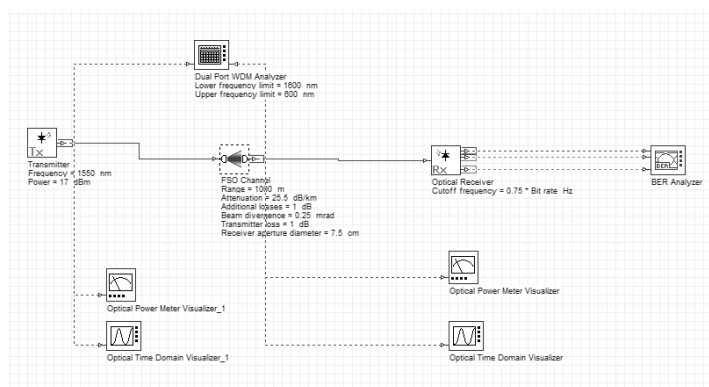 Dual Port WDM Analyzer
Lower frequency limit = 1600 nm
Upper frequency limit = 600 nm
Tx
Transmitter
Frequency = 1550 nm
Power = 17 dBm
FSO Channel
Range = 1000 m
Attenuation = 25.5 dB/km
Additional losses = 1 dB
Beam divergence = 0.25 mrad
Transmitter loss = 1 dB
Receiver aperture diameter = 7.5 cm
Rx
Optical Receiver
Cutoff frequency = 0.75 * Bit rate Hz
BER
BER Analyzer
Optical Power Meter Visualizer_1
Optical Power Meter Visualizer
Optical Time Domain Visualizer_1
Optical Time Domain Visualizer